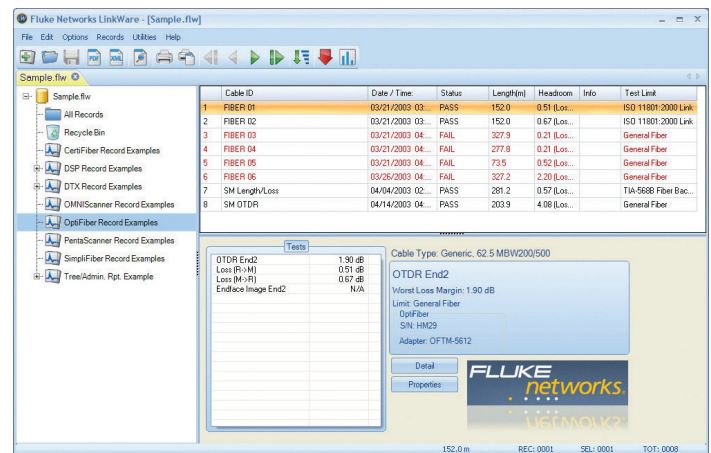 Fluke Networks LinkWare - [Sample.flw]
File Edit Options Records Utilities Help
PDF XML
Sample.flw
Sample.flw
All Records
Recycle Bin
CertiFiber Record Examples
DSP Record Examples
DTX Record Examples
OMNIScanner Record Examples
OptiFiber Record Examples
PentaScanner Record Examples
SimpliFiber Record Examples
Tree/Admin. Rpt. Example
Cable ID Date / Time: Status Length(m) Headroom Info Test Limit
1 FIBER 01 03/21/2003 03:... PASS 152.0 0.51 (Los... ISO 11801:2000 Link
2 FIBER 02 03/21/2003 03:... PASS 152.0 0.67 (Los... ISO 11801:2000 Link
3 FIBER 03 03/21/2003 04:... FAIL 327.9 0.21 (Los... General Fiber
4 FIBER 04 03/21/2003 04:... FAIL 277.8 0.21 (Los... General Fiber
5 FIBER 05 03/21/2003 04:... FAIL 73.5 0.52 (Los... General Fiber
6 FIBER 06 03/26/2003 04:... FAIL 327.2 2.20 (Los... General Fiber
7 SM Length/Loss 04/04/2003 02:... PASS 281.2 0.57 (Los... TIA-568B Fiber Bac...
8 SM OTDR 04/14/2003 04:... PASS 203.9 4.08 (Los... General Fiber
Tests
OTDR End2 1.90 dB
Loss (R->M) 0.51 dB
Loss (M->R) 0.67 dB
Endface Image End2 N/A
Cable Type: Generic, 62.5 MBW200/500
OTDR End2
Worst Loss Margin: 1.90 dB
Limit: General Fiber
OptiFiber
S/N: HM29
Adapter: OFTM-5612
Detail
Properties
FLUKE
networks.
152.0 m REC: 0001 SEL: 0001 TOT: 0008